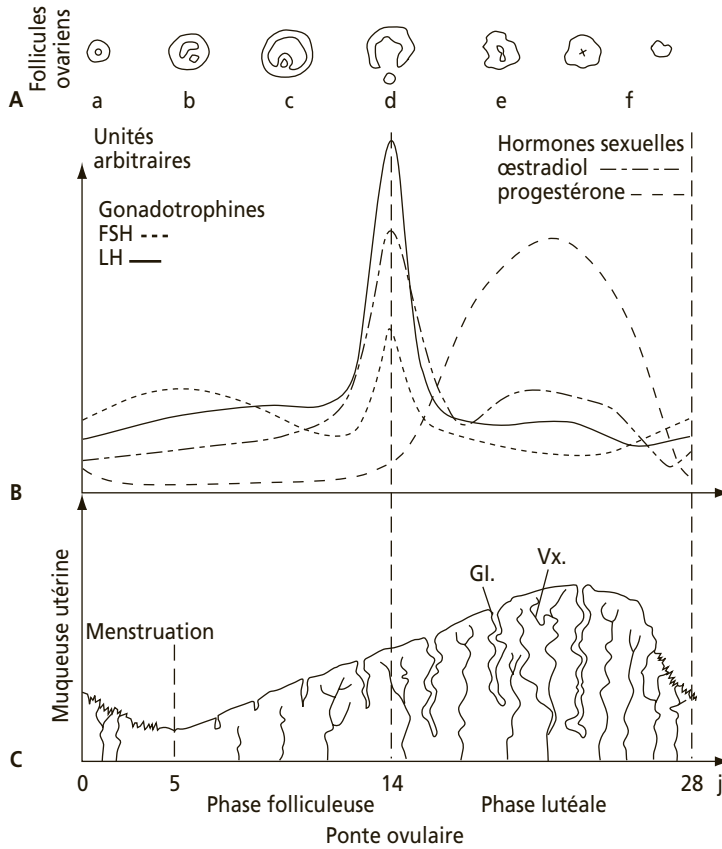 Follicules
ovariens
A
a b c d e f
Unités
arbitraires
Gonadotrophines
FSH
LH
Hormones sexuelles
œstradiol
progestérone
B
Muqueuse utérine
Menstruation
Gl.
Vx.
C
0 5 14 28 j
Phase folliculeuse Phase lutéale
Ponte ovulaire